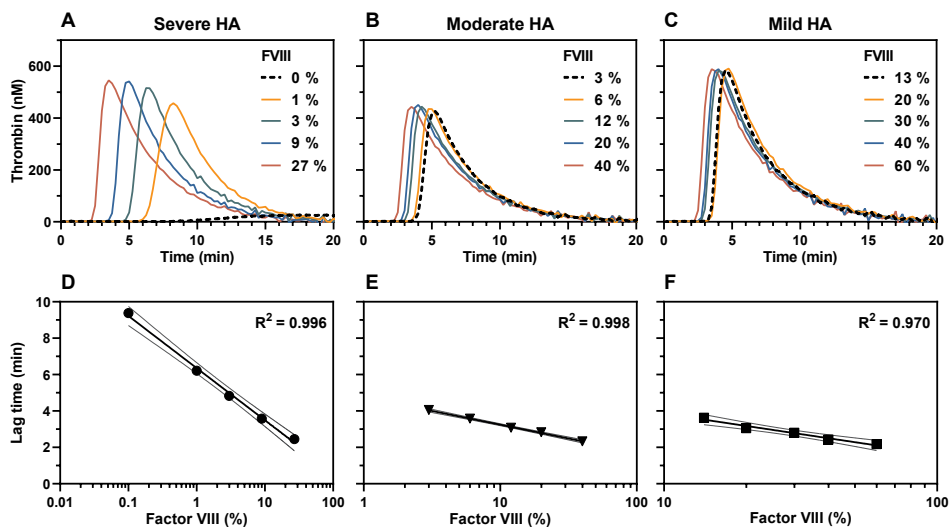 A
Severe HA
B
Moderate HA
C
Mild HA
Thrombin (nM)
600
400
200
0
FVIII
0 %
1 %
3 %
9 %
27 %
FVIII
3 %
6 %
12 %
20 %
40 %
FVIII
13 %
20 %
30 %
40 %
60 %
0 5 10 15 20
0 5 10 15 20
0 5 10 15 20
Time (min)
Time (min)
Time (min)
D
E
F
Lag time (min)
10
8
6
4
2
0
R² = 0.996
R² = 0.998
R² = 0.970
0.01 0.1 1 10 100
1 10 100
10 100
Factor VIII (%)
Factor VIII (%)
Factor VIII (%)